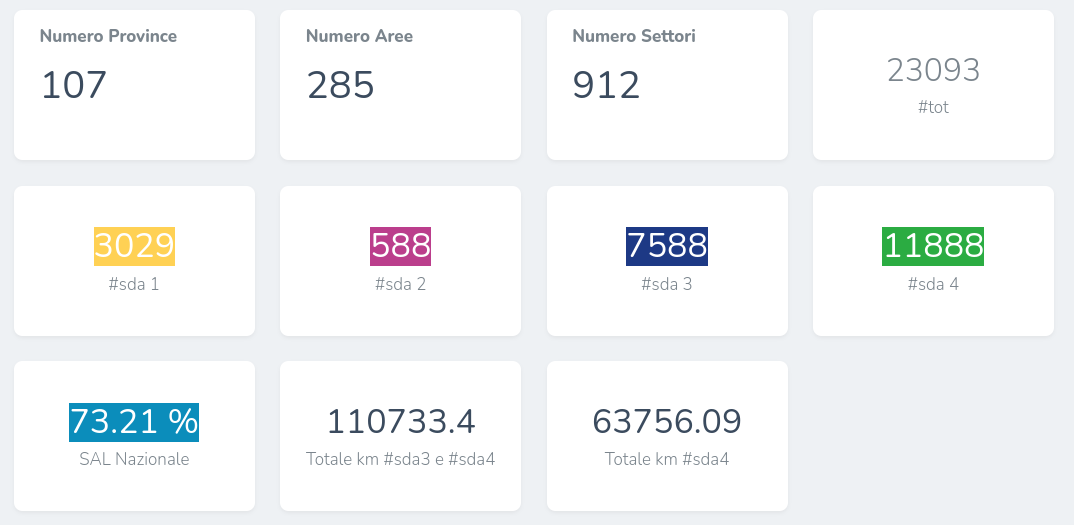 Numero Province
107
Numero Aree
285
Numero Settori
912
23093
#tot
3029
#sda 1
588
#sda 2
7588
#sda 3
11888
#sda 4
73.21 %
SAL Nazionale
110733.4
Totale km #sda3 e #sda4
63756.09
Totale km #sda4